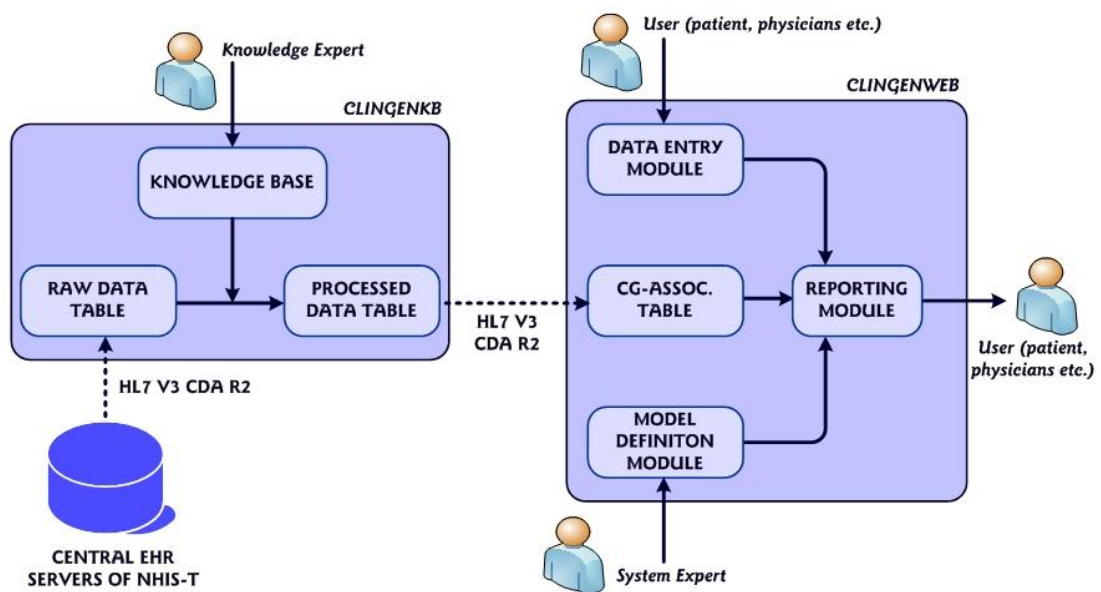 Knowledge Expert
CLINGENKB
KNOWLEDGE BASE
RAW DATA
TABLE
PROCESSED
DATA TABLE
HL7 V3 CDA R2
CENTRAL EHR
SERVERS OF NHIS-T
HL7 V3
CDA R2
User (patient, physicians etc.)
CLINGENWEB
DATA ENTRY
MODULE
CG-ASSOC.
TABLE
REPORTING
MODULE
MODEL
DEFINITON
MODULE
System Expert
User (patient,
physicians etc.)